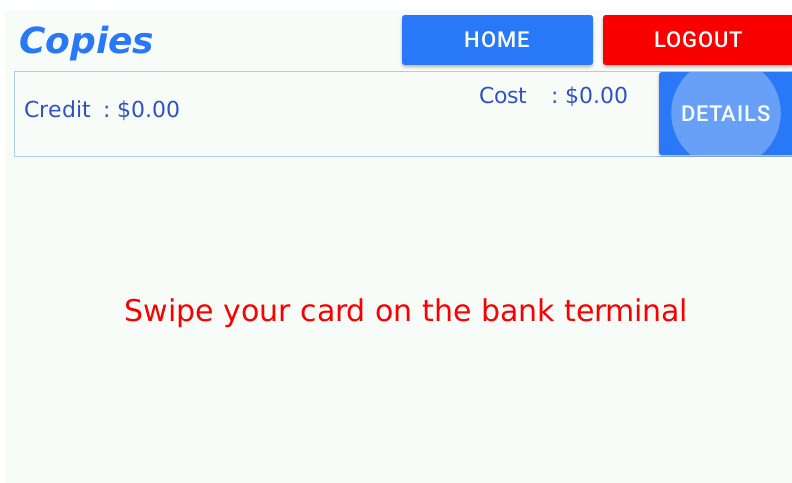 Copies HOME LOGOUT
Credit : $0.00 Cost : $0.00 DETAILS
Swipe your card on the bank terminal